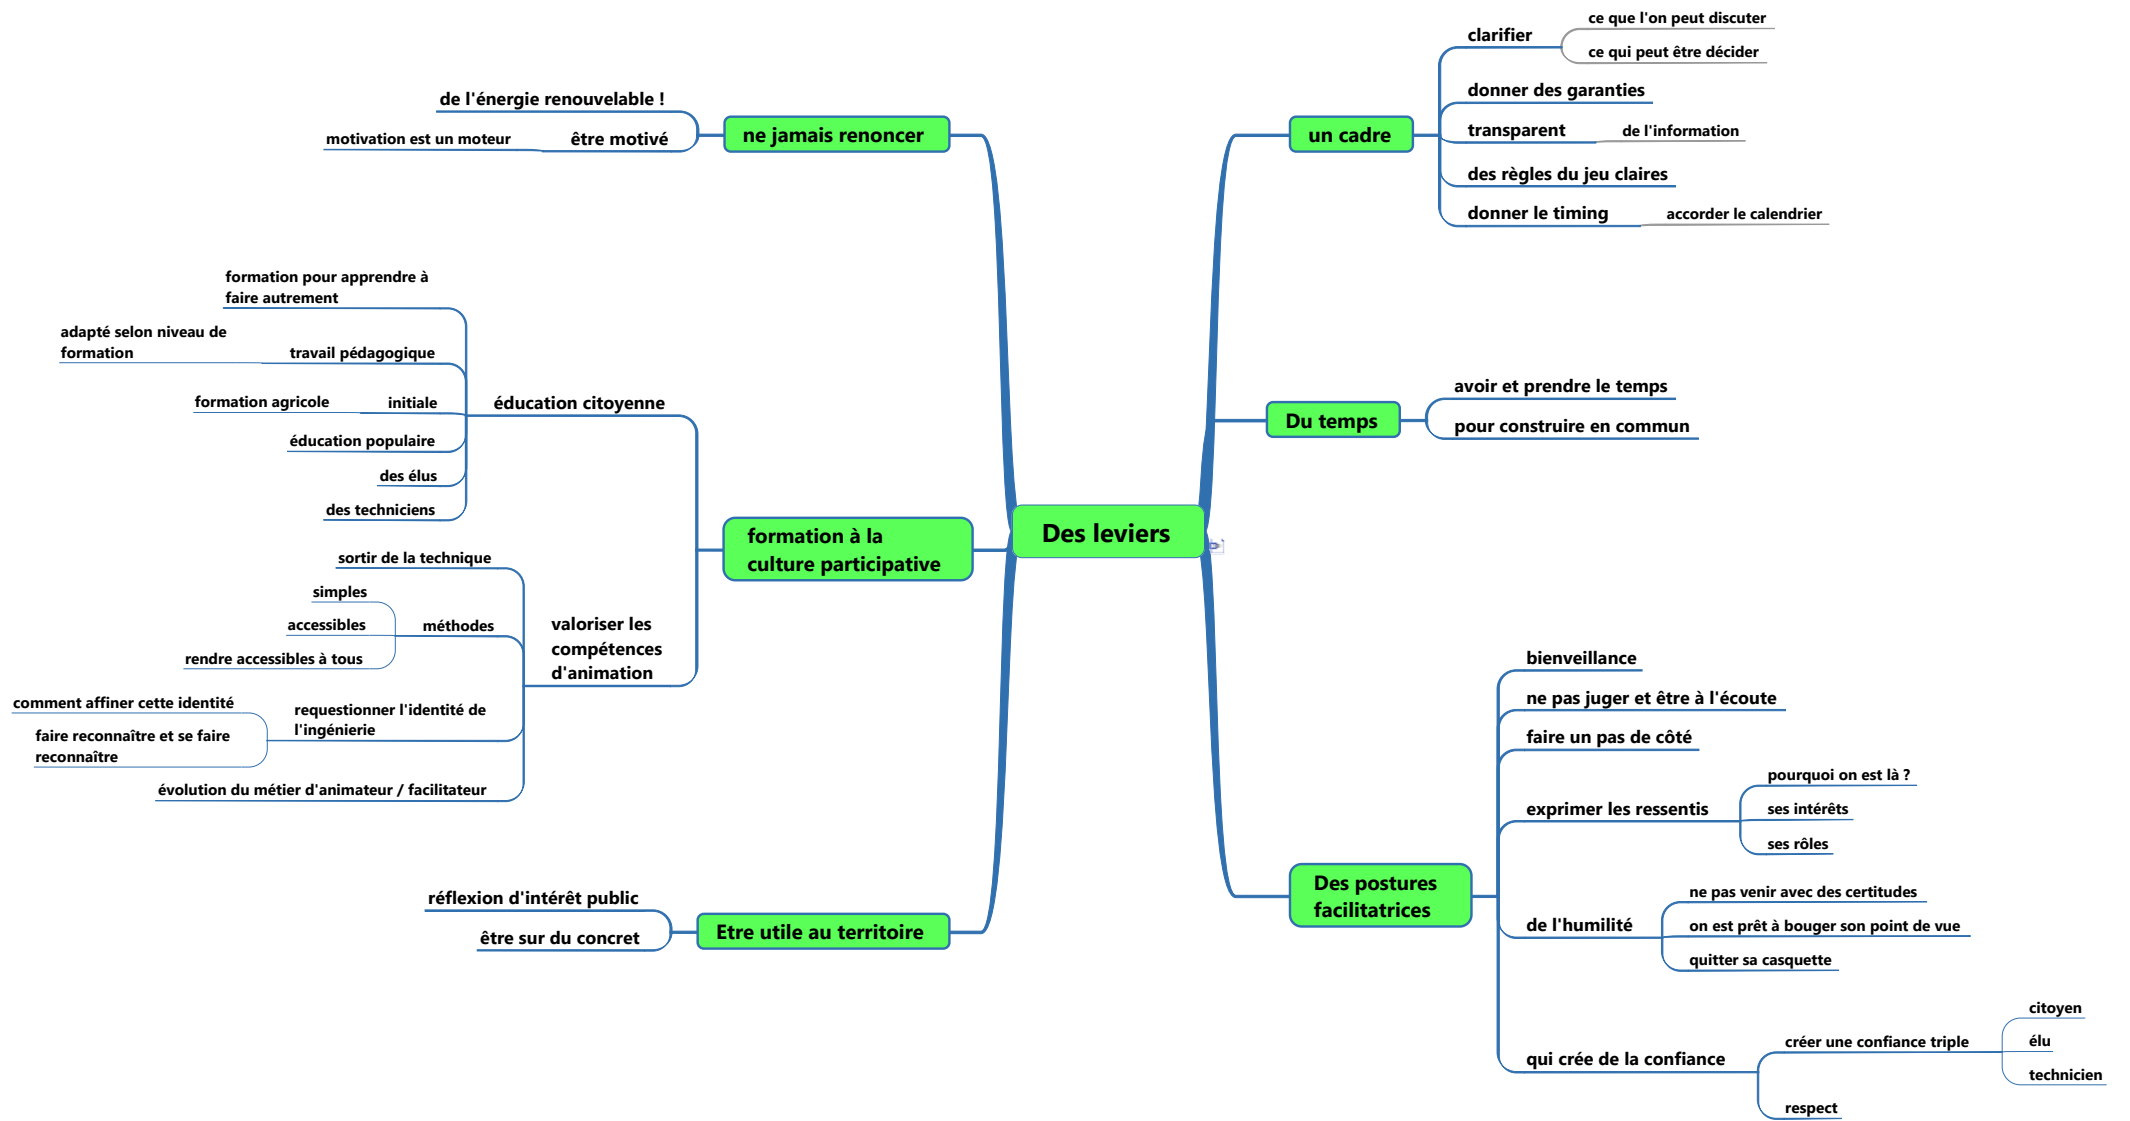 Des leviers
un cadre
clarifier
ce que l'on peut discuter
ce qui peut être décider
donner des garanties
transparent
de l'information
des règles du jeu claires
donner le timing
accorder le calendrier
Du temps
avoir et prendre le temps
pour construire en commun
Des postures
facilitatrices
bienveillance
ne pas juger et être à l'écoute
faire un pas de côté
exprimer les ressentis
pourquoi on est là ?
ses intérêts
ses rôles
de l'humilité
ne pas venir avec des certitudes
on est prêt à bouger son point de vue
quitter sa casquette
qui crée de la confiance
créer une confiance triple
citoyen
élu
technicien
respect
ne jamais renoncer
de l'énergie renouvelable !
être motivé
motivation est un moteur
formation à la
culture participative
éducation citoyenne
formation pour apprendre à
faire autrement
travail pédagogique
adapté selon niveau de
formation
initiale
formation agricole
éducation populaire
des élus
des techniciens
valoriser les
compétences
d'animation
sortir de la technique
méthodes
simples
accessibles
rendre accessibles à tous
requestionner l'identité de
l'ingénierie
comment affiner cette identité
faire reconnaître et se faire
reconnaître
évolution du métier d'animateur / facilitateur
Etre utile au territoire
réflexion d'intérêt public
être sur du concret